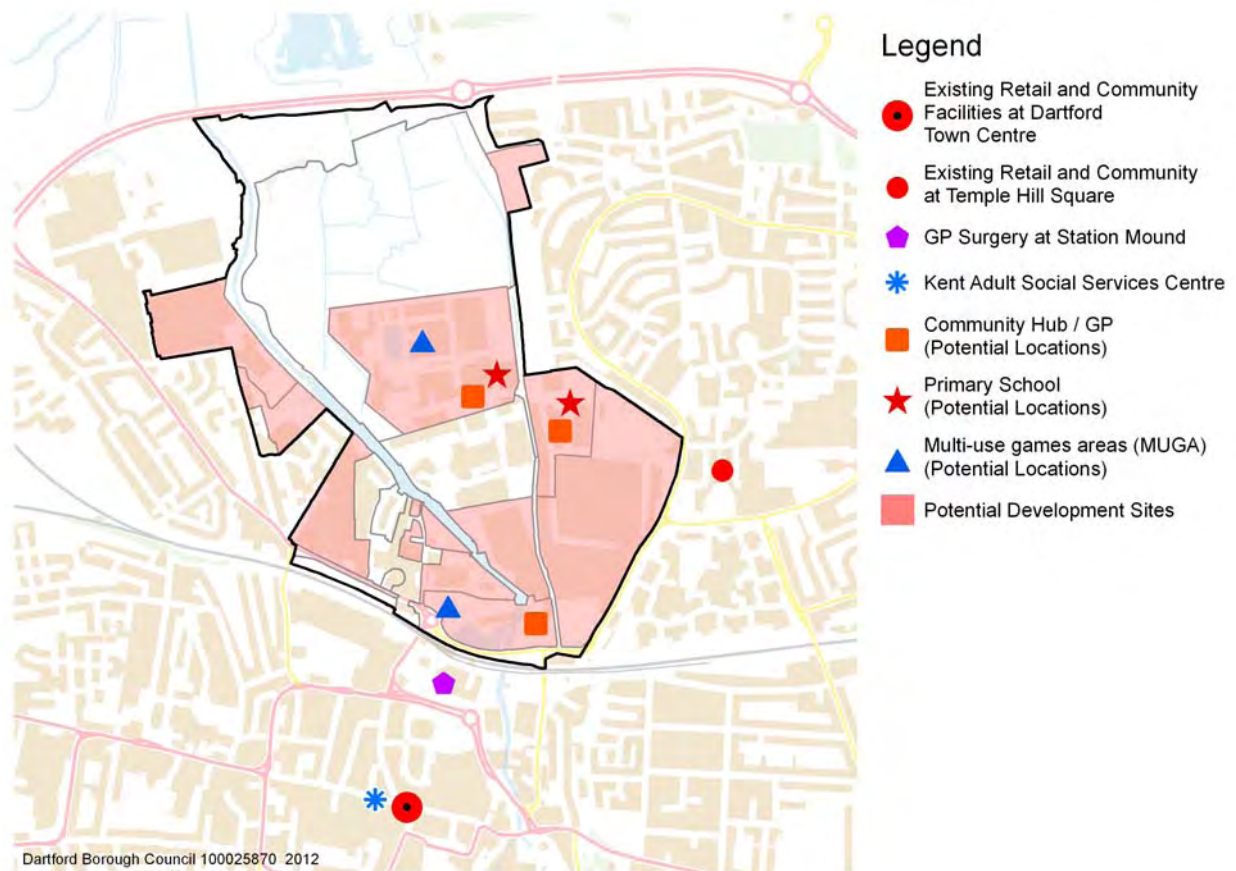 Legend
Existing Retail and Community
Facilities at Dartford
Town Centre
Existing Retail and Community
at Temple Hill Square
GP Surgery at Station Mound
Kent Adult Social Services Centre
Community Hub / GP
(Potential Locations)
Primary School
(Potential Locations)
Multi-use games areas (MUGA)
(Potential Locations)
Potential Development Sites
Dartford Borough Council 100025870 2012